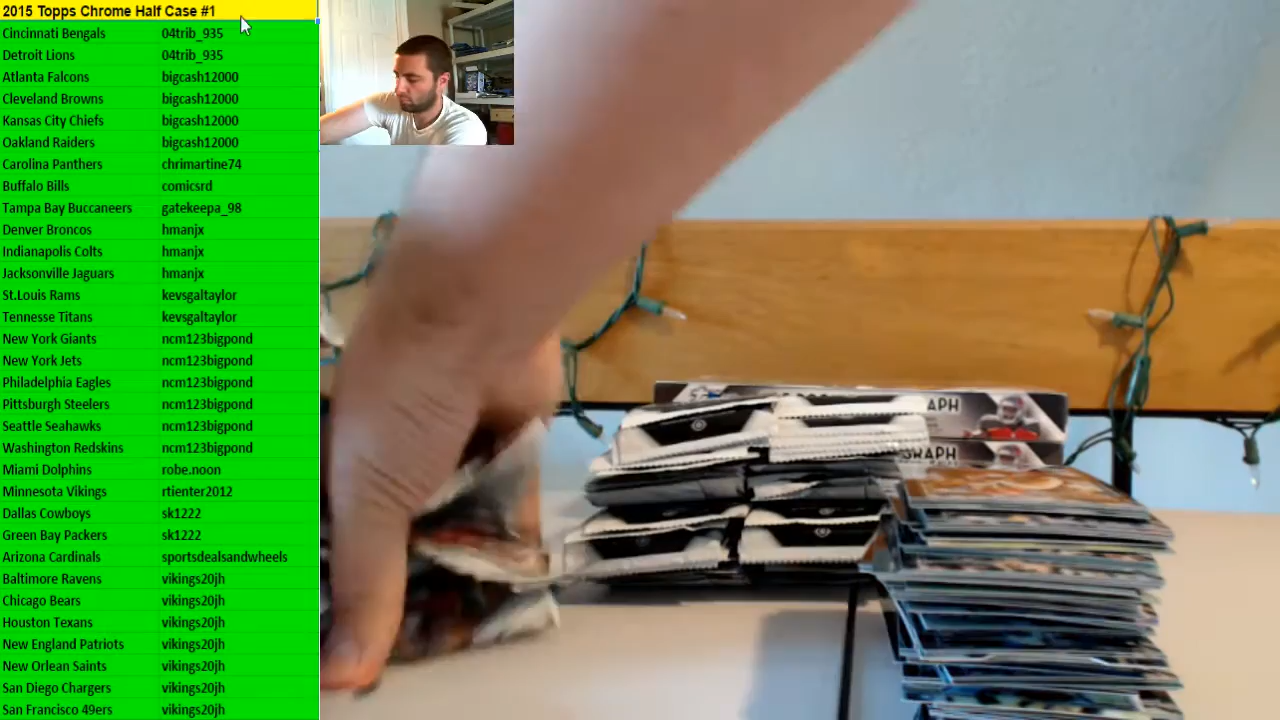 2015 Topps Chrome Half Case #1
Cincinnati Bengals 04trib_935
Detroit Lions 04trib_935
Atlanta Falcons bigcash12000
Cleveland Browns bigcash12000
Kansas City Chiefs bigcash12000
Oakland Raiders bigcash12000
Carolina Panthers chrimartine74
Buffalo Bills comicsrd
Tampa Bay Buccaneers gatekeepa_98
Denver Broncos hmanjx
Indianapolis Colts hmanjx
Jacksonville Jaguars hmanjx
St.Louis Rams kevsgaltaylor
Tennesse Titans kevsgaltaylor
New York Giants ncm123bigpond
New York Jets ncm123bigpond
Philadelphia Eagles ncm123bigpond
Pittsburgh Steelers ncm123bigpond
Seattle Seahawks ncm123bigpond
Washington Redskins ncm123bigpond
Miami Dolphins robe.noon
Minnesota Vikings rtienter2012
Dallas Cowboys sk1222
Green Bay Packers sk1222
Arizona Cardinals sportsdealsandwheels
Baltimore Ravens vikings20jh
Chicago Bears vikings20jh
Houston Texans vikings20jh
New England Patriots vikings20jh
New Orlean Saints vikings20jh
San Diego Chargers vikings20jh
San Francisco 49ers vikings20jh
APH
GRAPH